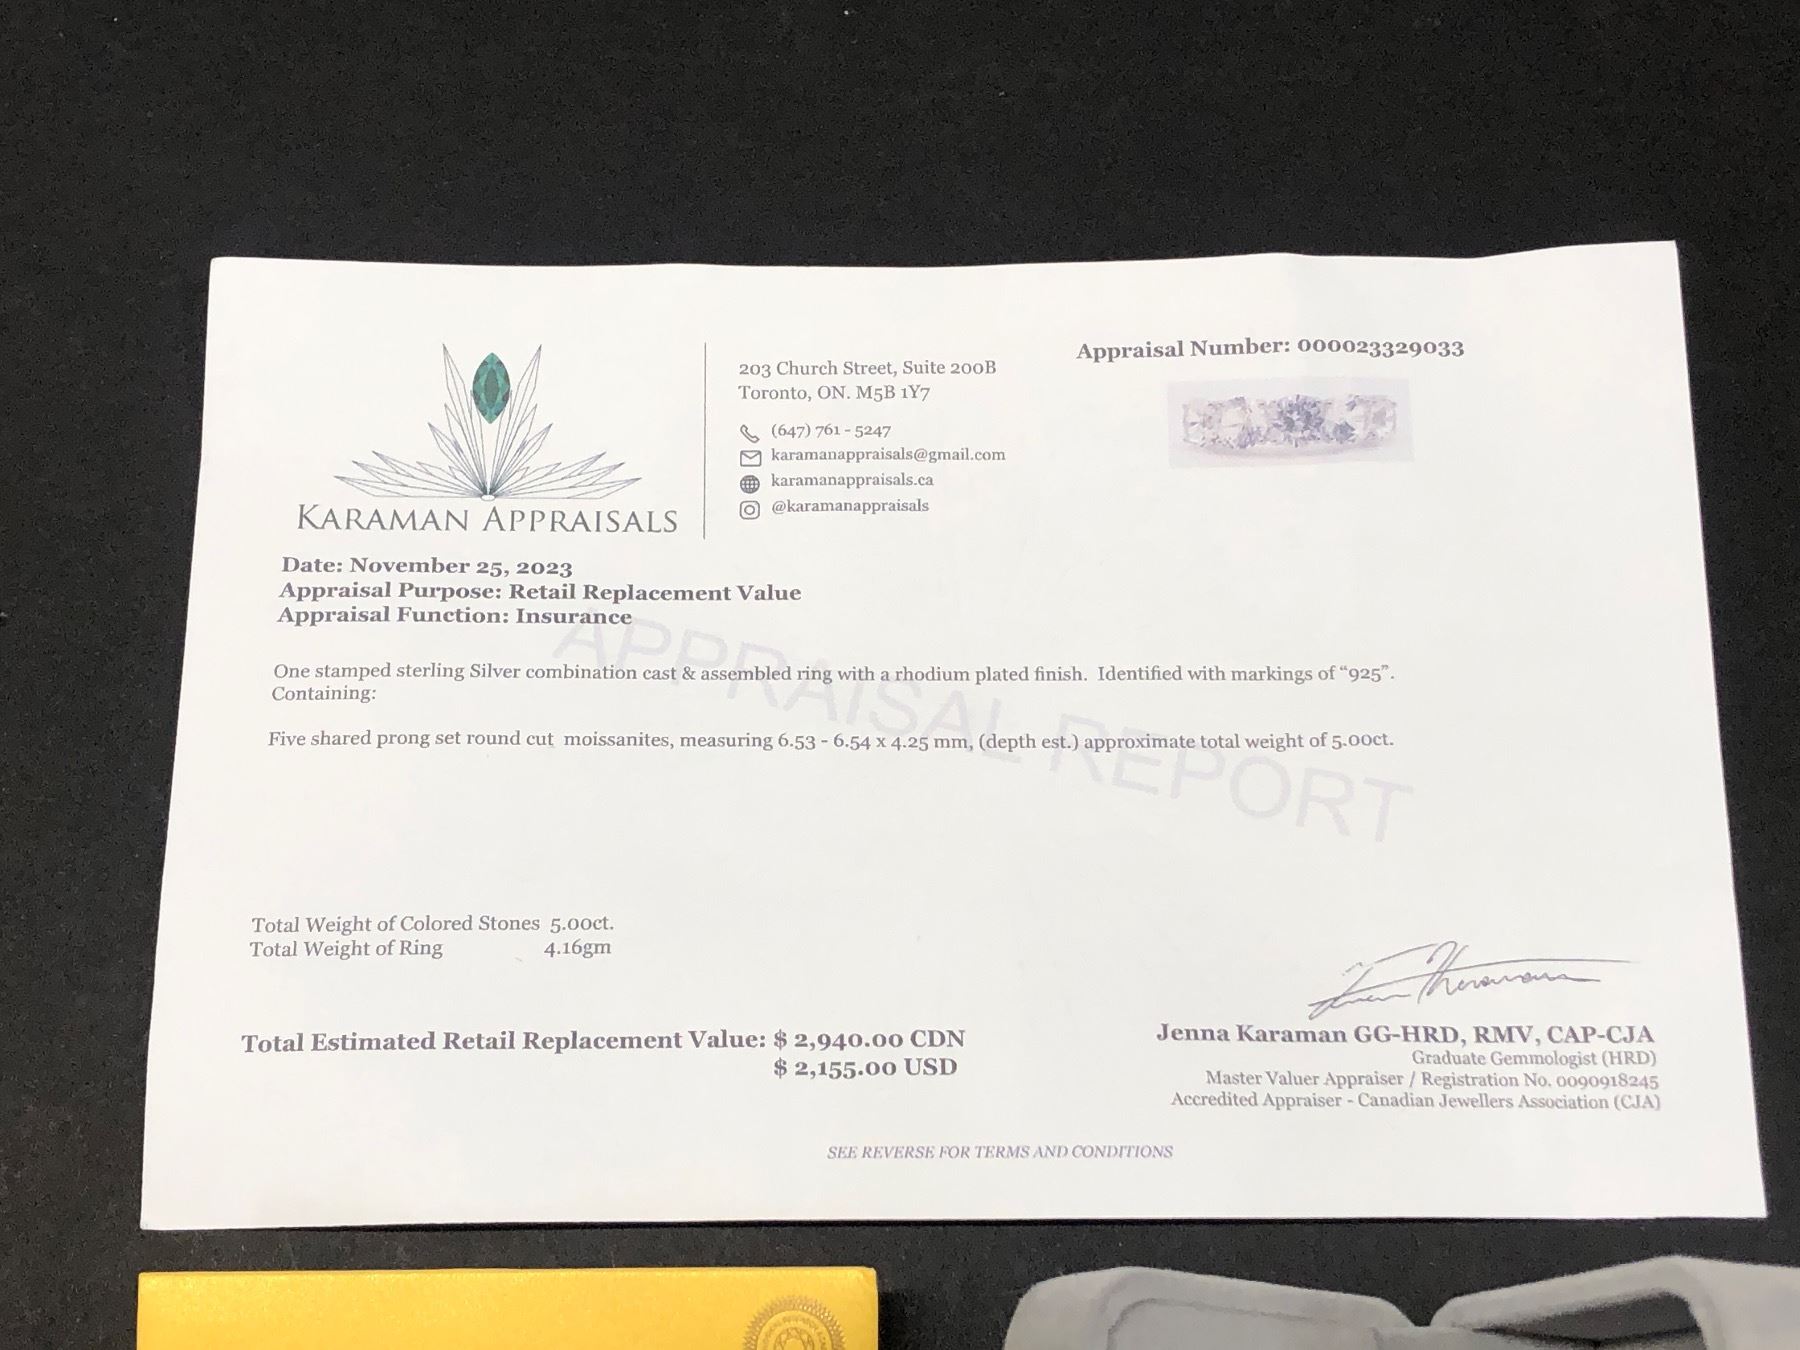 KARAMAN APPRAISALS
203 Church Street, Suite 200B
Toronto, ON. M5B 1Y7
(647) 761 - 5247
karamanappraisals@gmail.com
karamanappraisals.ca
@karamanappraisals
Appraisal Number: 000023329033
Date: November 25, 2023
Appraisal Purpose: Retail Replacement Value
Appraisal Function: Insurance
APPRAISAL REPORT
One stamped sterling Silver combination cast & assembled ring with a rhodium plated finish. Identified with markings of “925”.
Containing:
Five shared prong set round cut moissanites, measuring 6.53 - 6.54 x 4.25 mm, (depth est.) approximate total weight of 5.00ct.
Total Weight of Colored Stones 5.00ct.
Total Weight of Ring 4.16gm
Total Estimated Retail Replacement Value: $ 2,940.00 CDN
$ 2,155.00 USD
Jenna Karaman GG-HRD, RMV, CAP-CJA
Graduate Gemmologist (HRD)
Master Valuer Appraiser / Registration No. 0090918245
Accredited Appraiser - Canadian Jewellers Association (CJA)
SEE REVERSE FOR TERMS AND CONDITIONS